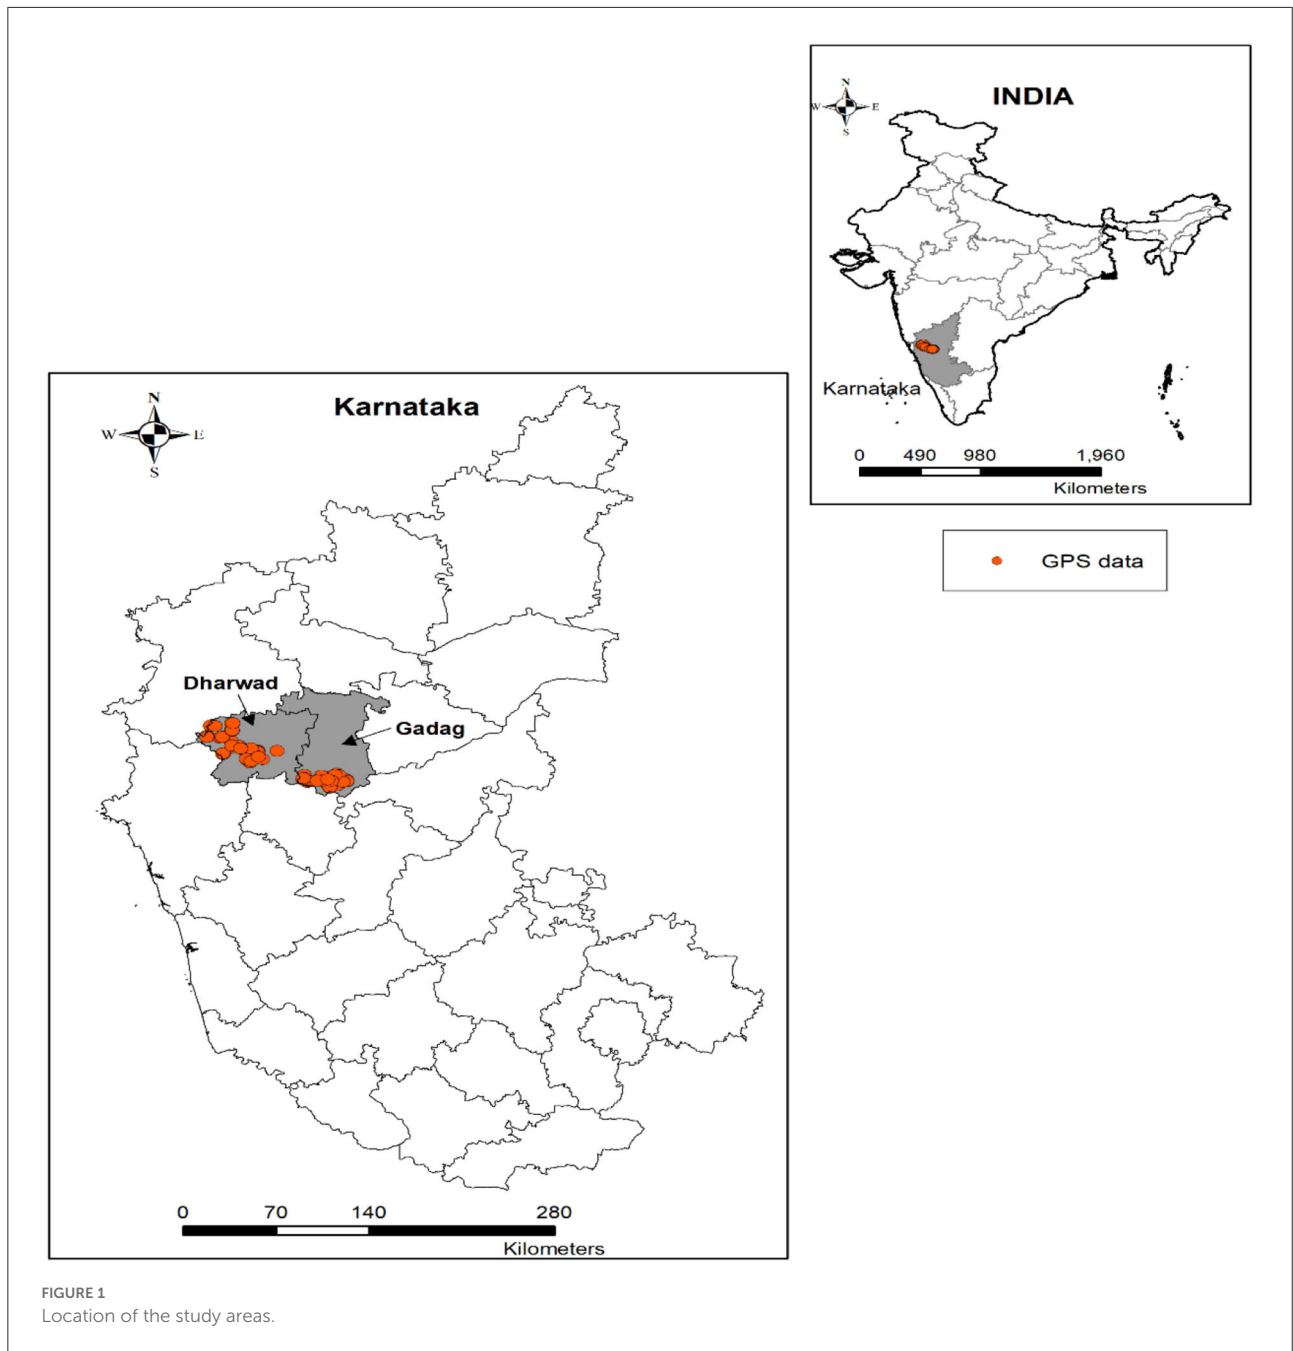 N
INDIA
W E
S
Karnataka
0 490 980 1,960
Kilometers
GPS data
N
Karnataka
W E
S
Dharwad
Gadag
0 70 140 280
Kilometers
FIGURE 1
Location of the study areas.